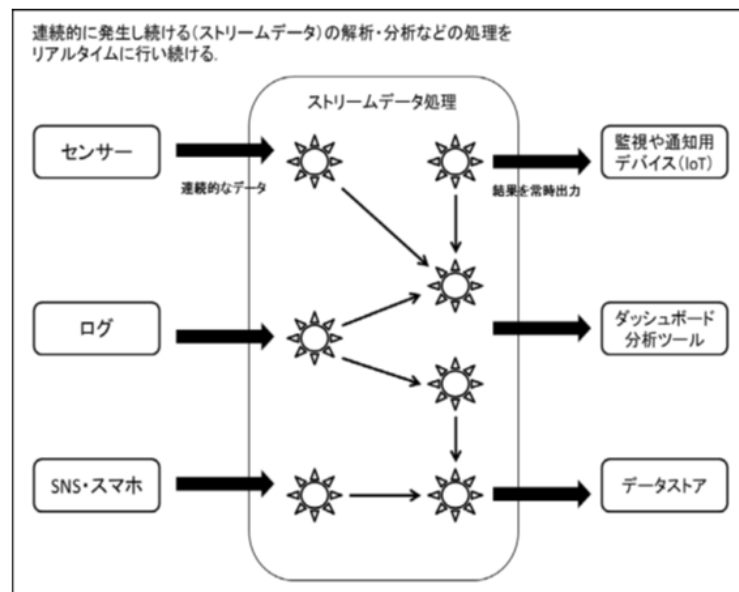 連続的に発生し続ける(ストリームデータ)の解析・分析などの処理を
リアルタイムに行い続ける.
ストリームデータ処理
センサー
連続的なデータ
結果を常時出力
監視や通知用
デバイス(IoT)
ログ
ダッシュボード
分析ツール
SNS・スマホ
データストア